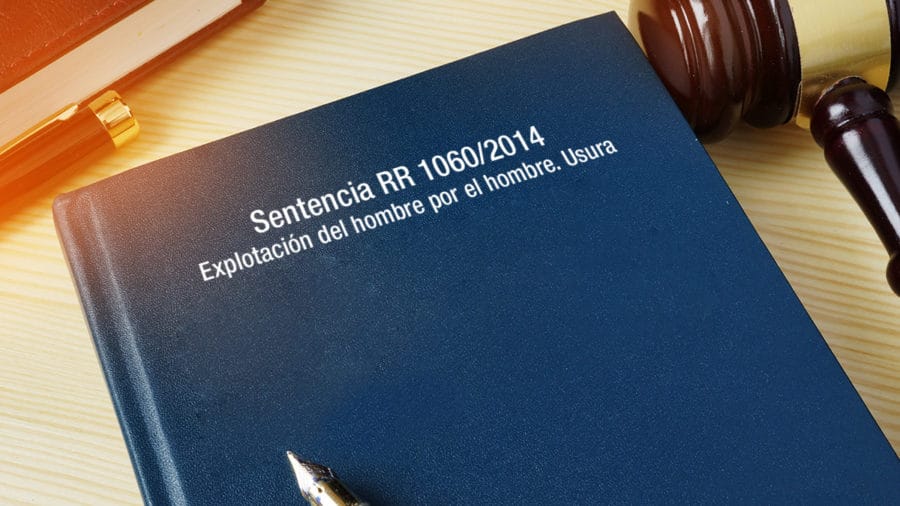 Sentencia RR 1060/2014
Explotación del hombre por el hombre. Usura